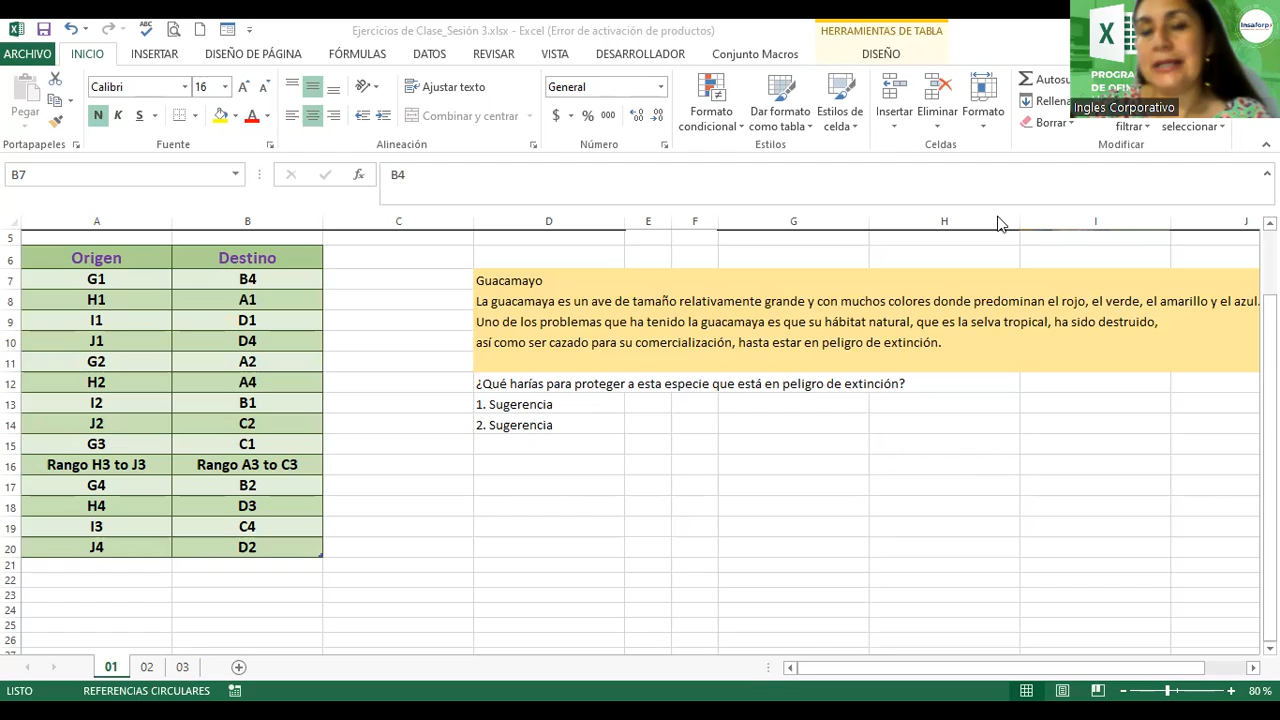 Ejercicios de Clase_Sesión 3.xlsx - Excel (Error de activación de productos)
HERRAMIENTAS DE TABLA
Insaforp
ARCHIVO INICIO INSERTAR DISEÑO DE PÁGINA FÓRMULAS DATOS REVISAR VISTA DESARROLLADOR Conjunto Macros DISEÑO
PROGRA
DE OFI
Ingles Corporativo
Pegar
Calibri 16
N K S
Ajustar texto
Combinar y centrar
General
$ % 000
Formato condicional
Dar formato como tabla
Estilos de celda
Insertar
Eliminar
Formato
Autosu
Rellena
Borrar
filtrar
seleccionar
Portapapeles Fuente Alineación Número Estilos Celdas Modificar
B7 fx B4
A B C D E F G H I J
5
6 Origen Destino
7 G1 B4 Guacamayo
8 H1 A1 La guacamaya es un ave de tamaño relativamente grande y con muchos colores donde predominan el rojo, el verde, el amarillo y el azul.
9 I1 D1 Uno de los problemas que ha tenido la guacamaya es que su hábitat natural, que es la selva tropical, ha sido destruido,
10 J1 D4 así como ser cazado para su comercialización, hasta estar en peligro de extinción.
11 G2 A2
12 H2 A4 ¿Qué harías para proteger a esta especie que está en peligro de extinción?
13 I2 B1 1. Sugerencia
14 J2 C2 2. Sugerencia
15 G3 C1
16 Rango H3 to J3 Rango A3 to C3
17 G4 B2
18 H4 D3
19 I3 C4
20 J4 D2
21
22
23
24
25
26
01 02 03
LISTO REFERENCIAS CIRCULARES 80 %